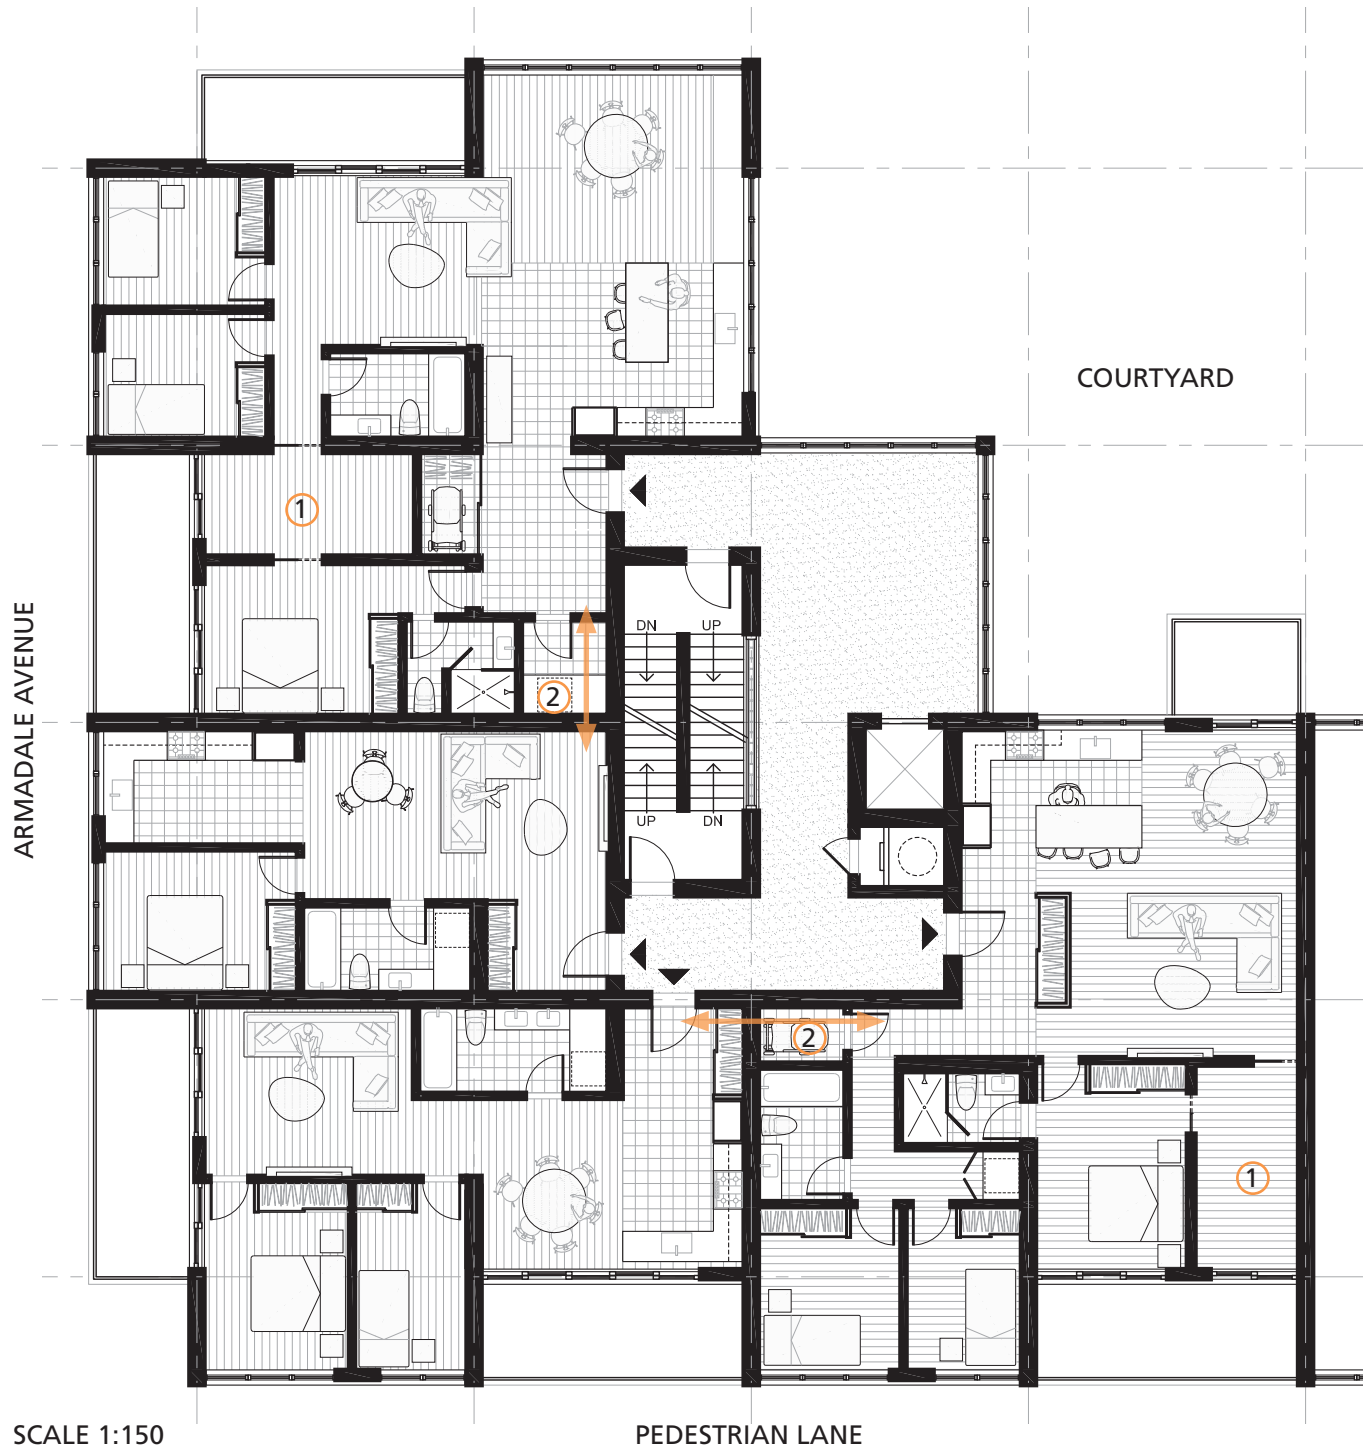 COURTYARD
1
DN UP
ARMADALE AVENUE
2
UP DN
2
1
SCALE 1:150
PEDESTRIAN LANE